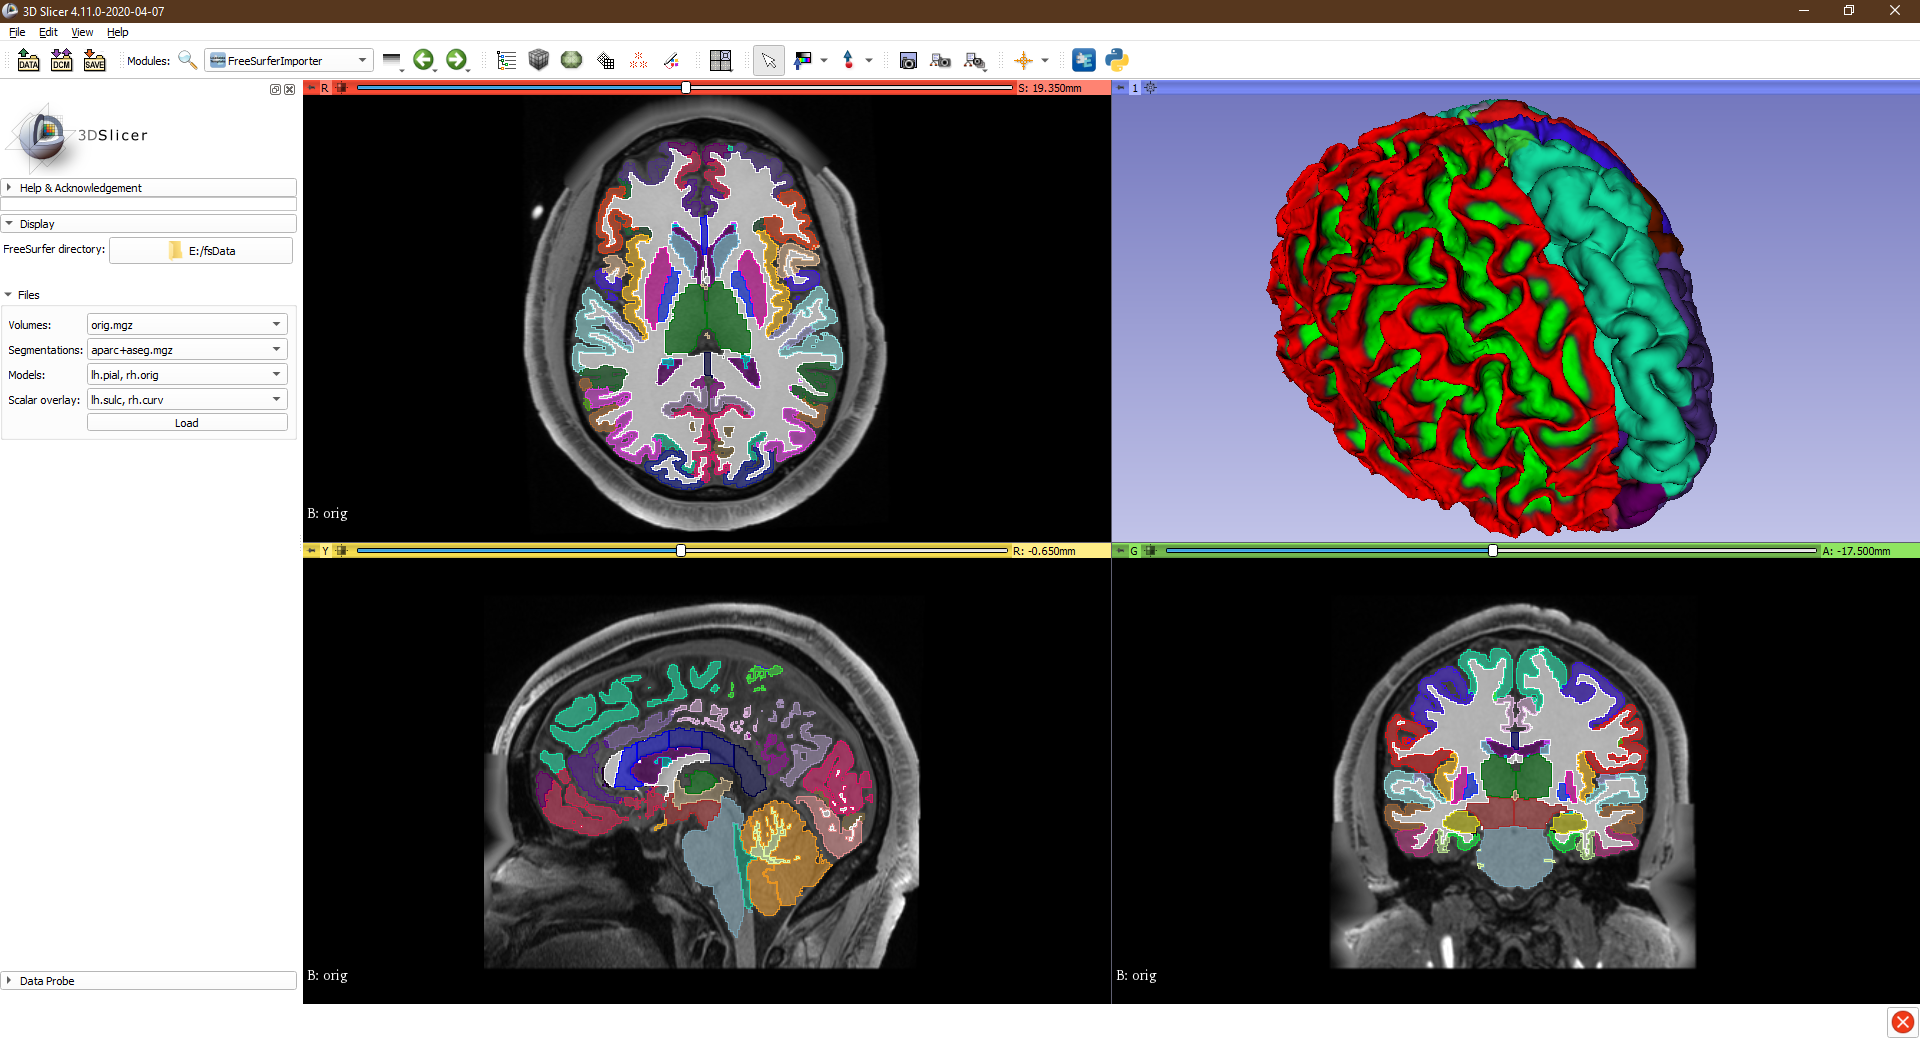 3D Slicer 4.11.0-2020-04-07
File Edit View Help
DATA DCM SAVE Modules: FreeSurferImporter
R S: 19.350mm
1
3DSlicer
Help & Acknowledgement
Display
FreeSurfer directory: E:/fsData
Files
Volumes: orig.mgz
Segmentations: aparc+aseg.mgz
Models: lh.pial, rh.orig
Scalar overlay: lh.sulc, rh.curv
Load
B: orig
Y R: -0.650mm
G A: -17.500mm
B: orig
B: orig
Data Probe